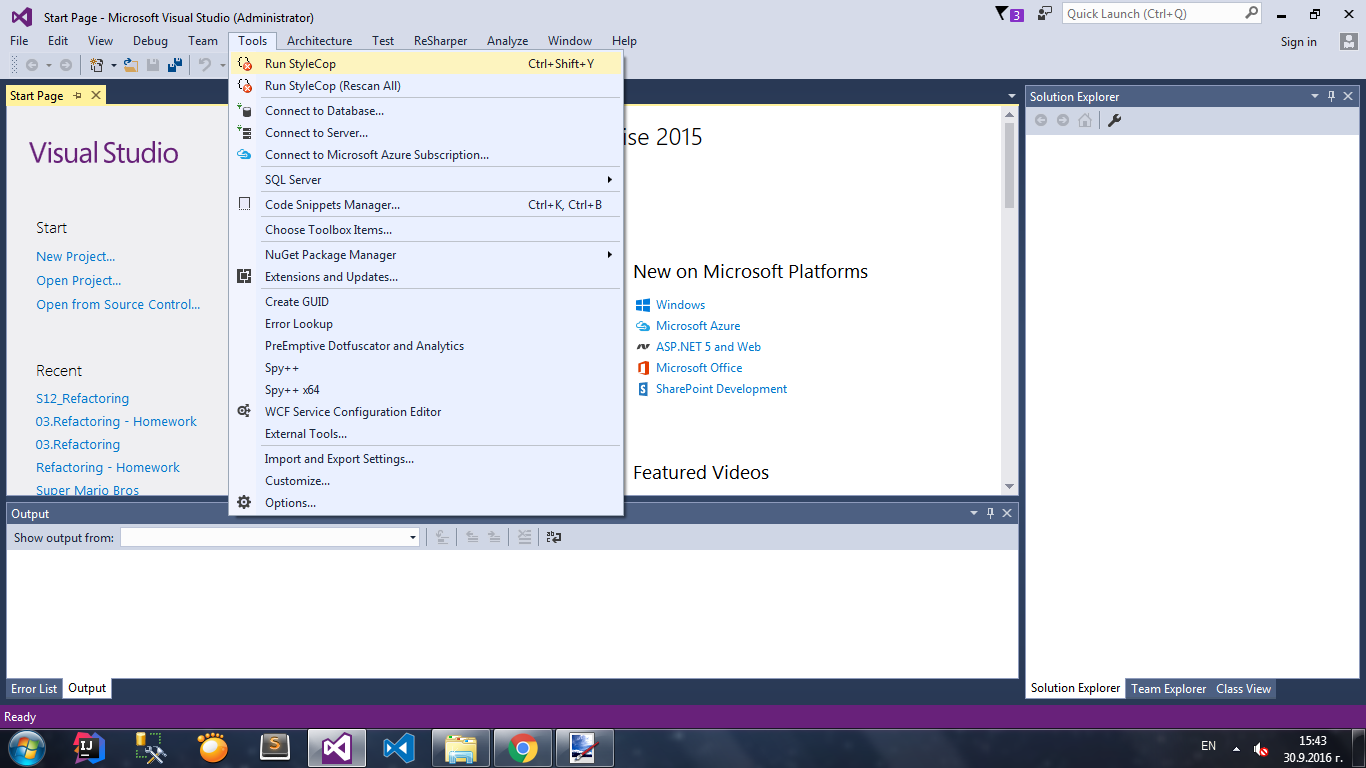 Start Page - Microsoft Visual Studio (Administrator)
3
Quick Launch (Ctrl+Q)
File Edit View Debug Team Tools Architecture Test ReSharper Analyze Window Help
Sign in
Run StyleCop Ctrl+Shift+Y
Run StyleCop (Rescan All)
Connect to Database...
Connect to Server...
Connect to Microsoft Azure Subscription...
SQL Server
Code Snippets Manager... Ctrl+K, Ctrl+B
Choose Toolbox Items...
NuGet Package Manager
Extensions and Updates...
Create GUID
Error Lookup
PreEmptive Dotfuscator and Analytics
Spy++
Spy++ x64
WCF Service Configuration Editor
External Tools...
Import and Export Settings...
Customize...
Options...
Start Page
Visual Studio
Start
New Project...
Open Project...
Open from Source Control...
Recent
S12_Refactoring
03.Refactoring - Homework
03.Refactoring
Refactoring - Homework
Super Mario Bros
ise 2015
New on Microsoft Platforms
Windows
Microsoft Azure
ASP.NET 5 and Web
Microsoft Office
SharePoint Development
Featured Videos
Solution Explorer
Output
Show output from:
Error List Output
Solution Explorer Team Explorer Class View
Ready
IJ
S
EN
15:43
30.9.2016 г.